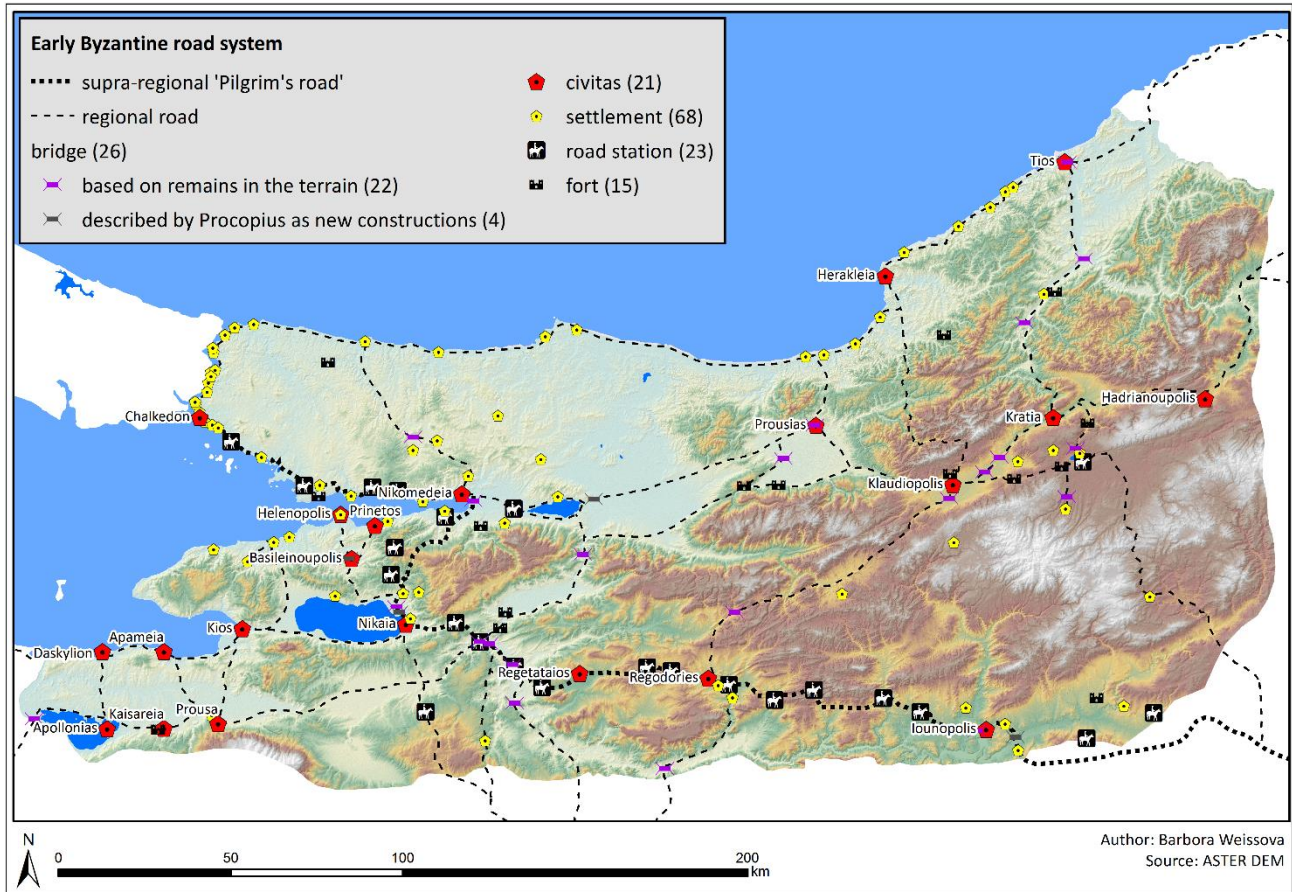 Early Byzantine road system
supra-regional 'Pilgrim's road'
regional road
bridge (26)
based on remains in the terrain (22)
described by Procopius as new constructions (4)
civitas (21)
settlement (68)
road station (23)
fort (15)
Tios
Herakleia
Hadrianoupolis
Chalkedon
Kratia
Prousias
Klaudiopolis
Nikomedeia
Helenopolis
Prinetos
Basileinoupolis
Kios
Nikaia
Apameia
Daskylion
Regetataios
Regodories
Kaisareia
Prousa
Apollonias
Iounopolis
N
0
50
100
200
km
Author: Barbora Weissova
Source: ASTER DEM